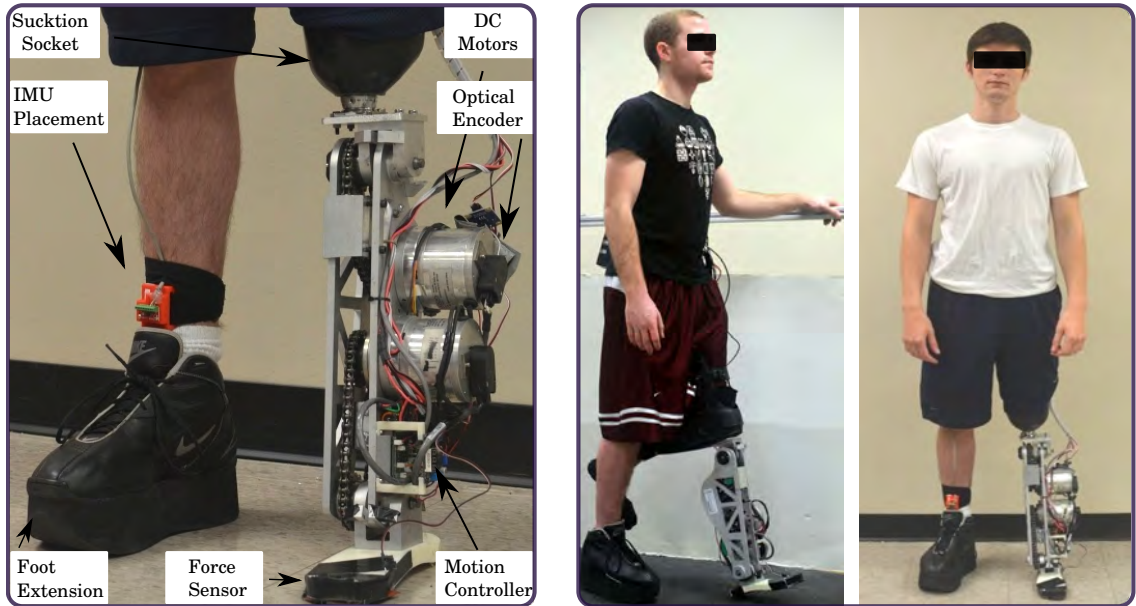 Sucktion
Socket
DC
Motors
IMU
Placement
Optical
Encoder
Foot
Extension
Force
Sensor
Motion
Controller